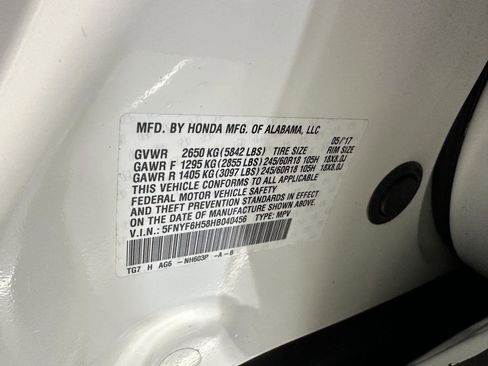 MFD. BY HONDA MFG. OF ALABAMA, LLC
05/'17
GVWR 2650 KG(5842 LBS) TIRE SIZE RIM SIZE
GAWR F 1295 KG(2855 LBS)245/60R18 105H 18X8.0J
GAWR R 1405 KG(3097 LBS)245/60R18 105H 18X8.0J
THIS VEHICLE CONFORMS TO ALL APPLICABLE
FEDERAL MOTOR VEHICLE SAFETY
AND THEFT PREVENTION STANDARDS IN EFFECT
ON THE DATE OF MANUFACTURE SHOWN ABOVE.
V.I.N.: 5FNYF6H58HB040456 TYPE: MPV
TG7 H AG6 -NH603P -A-B